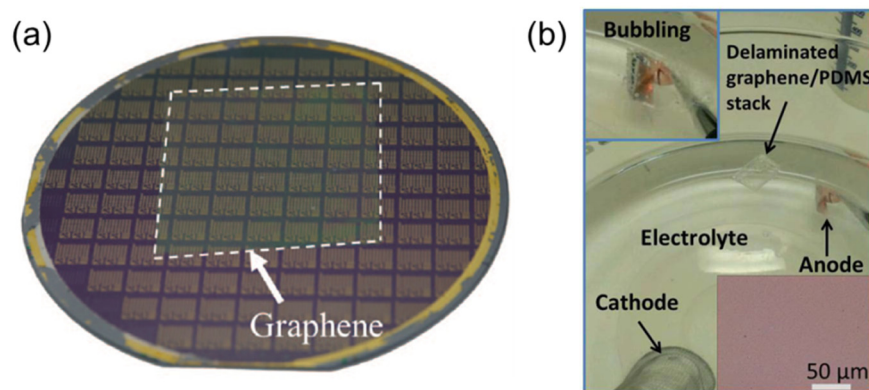 (a)
Graphene
(b)
Bubbling
Delaminated
graphene/PDMS
stack
Electrolyte
Anode
Cathode
50 μm